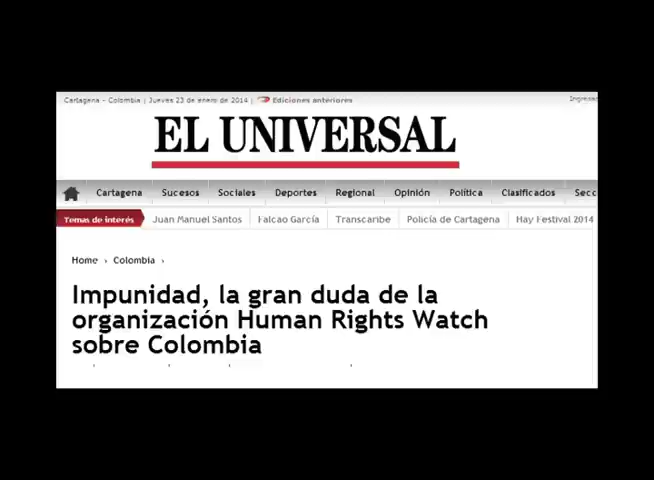 Cartagena - Colombia | Jueves 23 de enero de 2014 | Ediciones anteriores
EL UNIVERSAL
Cartagena Sucesos Sociales Deportes Regional Opinión Política Clasificados Secc
Temas de interés Juan Manuel Santos Falcao García Transcaribe Policía de Cartagena Hay Festival 2014
Home › Colombia ›
Impunidad, la gran duda de la
organización Human Rights Watch
sobre Colombia